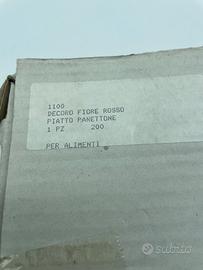 1100
DECORO FIORE ROSSO
PIATTO PANETTONE
1 PZ 200
PER ALIMENTI
subito